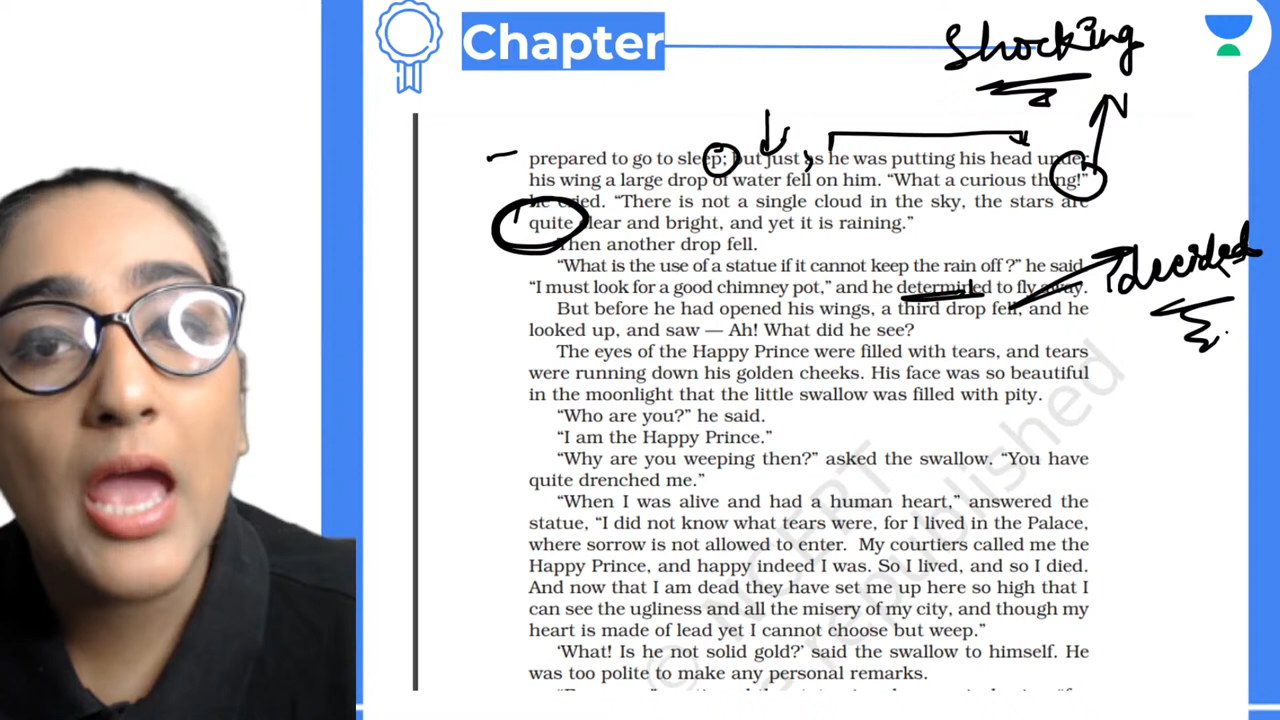 Chapter
Shocking
prepared to go to sleep; but just as he was putting his head under
his wing a large drop of water fell on him. “What a curious thing!”
he cried. “There is not a single cloud in the sky, the stars are
quite clear and bright, and yet it is raining.”
Then another drop fell.
“What is the use of a statue if it cannot keep the rain off ?” he said.
“I must look for a good chimney pot,” and he determined to fly away.
decided
But before he had opened his wings, a third drop fell, and he
looked up, and saw — Ah! What did he see?
The eyes of the Happy Prince were filled with tears, and tears
were running down his golden cheeks. His face was so beautiful
in the moonlight that the little swallow was filled with pity.
“Who are you?” he said.
“I am the Happy Prince.”
“Why are you weeping then?” asked the swallow. “You have
quite drenched me.”
“When I was alive and had a human heart,” answered the
statue, “I did not know what tears were, for I lived in the Palace,
where sorrow is not allowed to enter. My courtiers called me the
Happy Prince, and happy indeed I was. So I lived, and so I died.
And now that I am dead they have set me up here so high that I
can see the ugliness and all the misery of my city, and though my
heart is made of lead yet I cannot choose but weep.”
‘What! Is he not solid gold?’ said the swallow to himself. He
was too polite to make any personal remarks.
© NCERT
republished